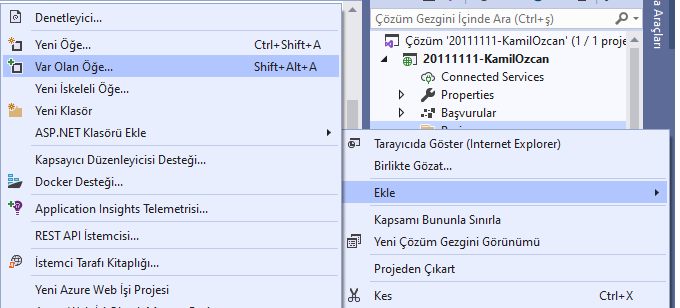 Denetleyici...
Yeni Öğe... Ctrl+Shift+A
Var Olan Öğe... Shift+Alt+A
Yeni İskeleli Öğe...
Yeni Klasör
ASP.NET Klasörü Ekle
Kapsayıcı Düzenleyicisi Desteği...
Docker Desteği...
Application Insights Telemetrisi...
REST API İstemcisi...
İstemci Tarafı Kitaplığı...
Yeni Azure Web İşi Projesi
Çözüm Gezgini İçinde Ara (Ctrl+ş)
Çözüm '20111111-KamilOzcan' (1 / 1 proje
20111111-KamilOzcan
Connected Services
Properties
Başvurular
Tarayıcıda Göster (Internet Explorer)
Birlikte Gözat...
Ekle
Kapsamı Bununla Sınırla
Yeni Çözüm Gezgini Görünümü
Projeden Çıkart
Kes Ctrl+X
Araçları